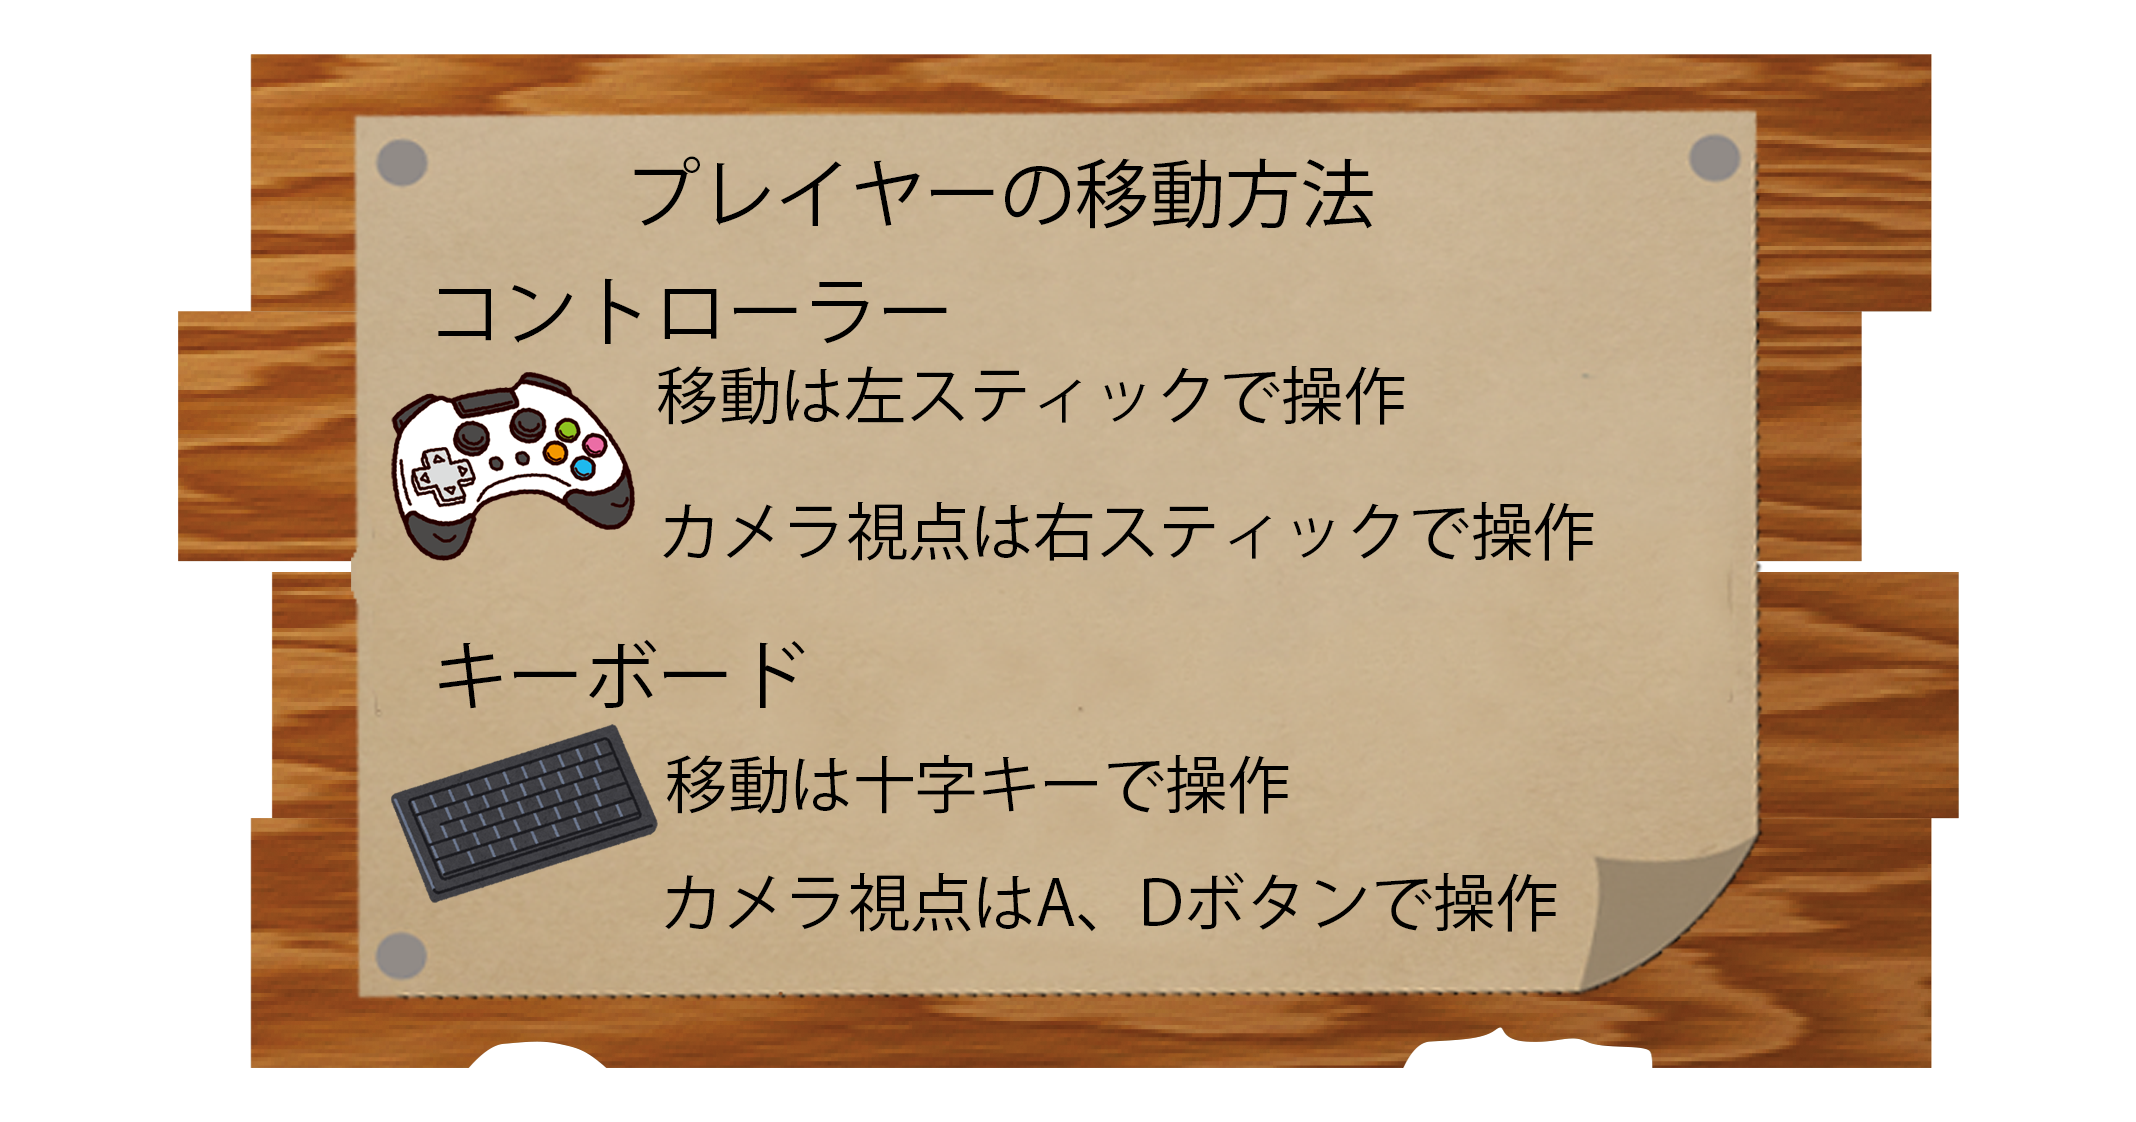 プレイヤーの移動方法
コントローラー
移動は左スティックで操作
カメラ視点は右スティックで操作
キーボード
移動は十字キーで操作
カメラ視点はA、Dボタンで操作